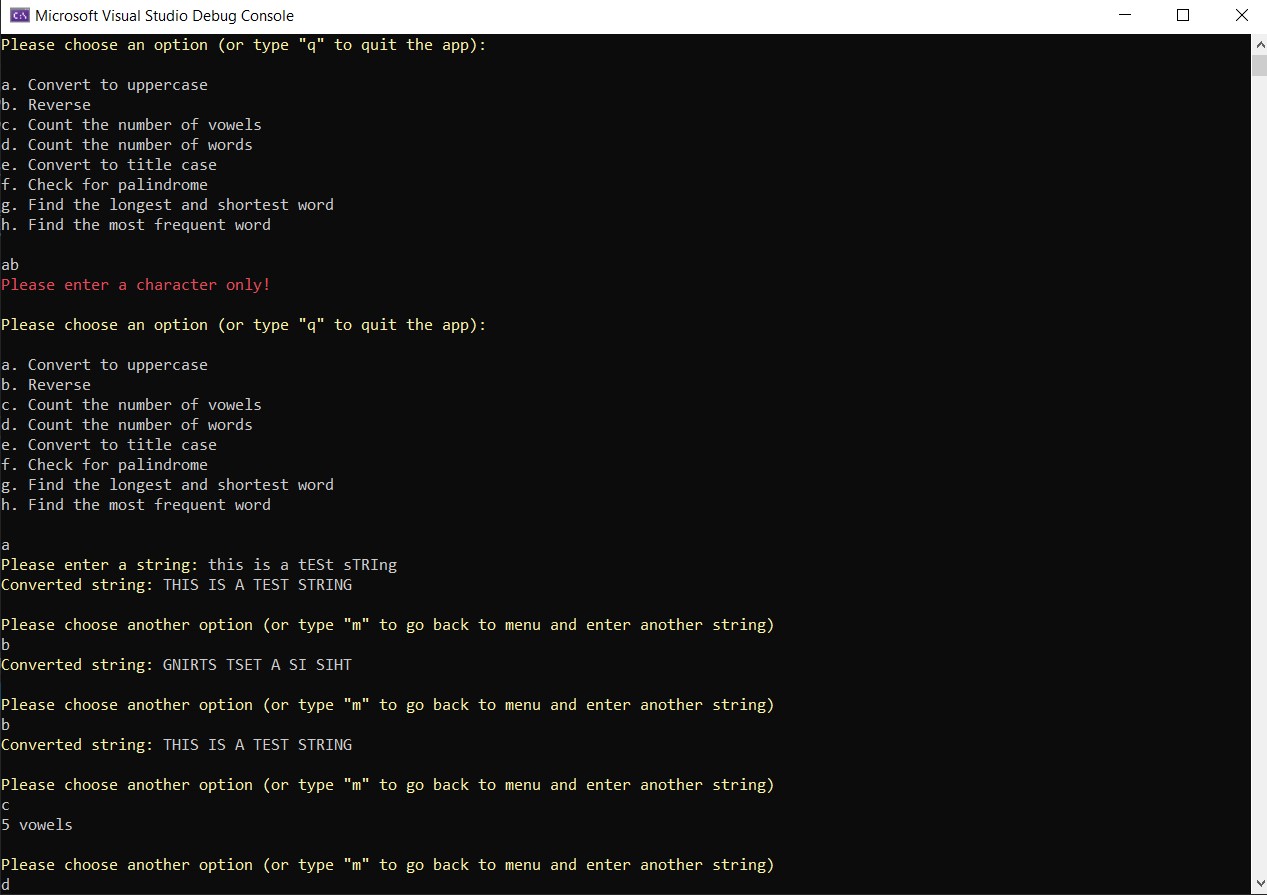 Microsoft Visual Studio Debug Console
Please choose an option (or type "q" to quit the app):
a. Convert to uppercase
b. Reverse
c. Count the number of vowels
d. Count the number of words
e. Convert to title case
f. Check for palindrome
g. Find the longest and shortest word
h. Find the most frequent word
ab
Please enter a character only!
Please choose an option (or type "q" to quit the app):
a. Convert to uppercase
b. Reverse
c. Count the number of vowels
d. Count the number of words
e. Convert to title case
f. Check for palindrome
g. Find the longest and shortest word
h. Find the most frequent word
a
Please enter a string: this is a tESt sTRIng
Converted string: THIS IS A TEST STRING
Please choose another option (or type "m" to go back to menu and enter another string)
b
Converted string: GNIRTS TSET A SI SIHT
Please choose another option (or type "m" to go back to menu and enter another string)
b
Converted string: THIS IS A TEST STRING
Please choose another option (or type "m" to go back to menu and enter another string)
c
5 vowels
Please choose another option (or type "m" to go back to menu and enter another string)
d